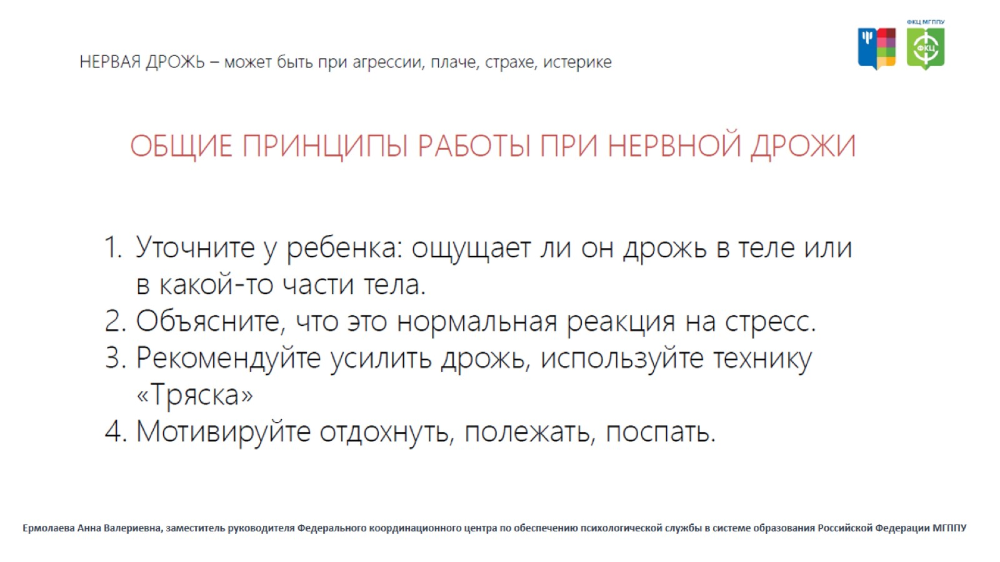 ФКЦ МГППУ
ФКЦ
НЕРВАЯ ДРОЖЬ – может быть при агрессии, плаче, страхе, истерике
ОБЩИЕ ПРИНЦИПЫ РАБОТЫ ПРИ НЕРВНОЙ ДРОЖИ
1. Уточните у ребенка: ощущает ли он дрожь в теле или
в какой-то части тела.
2. Объясните, что это нормальная реакция на стресс.
3. Рекомендуйте усилить дрожь, используйте технику
«Тряска»
4. Мотивируйте отдохнуть, полежать, поспать.
Ермолаева Анна Валериевна, заместитель руководителя Федерального координационного центра по обеспечению психологической службы в системе образования Российской Федерации МГППУ